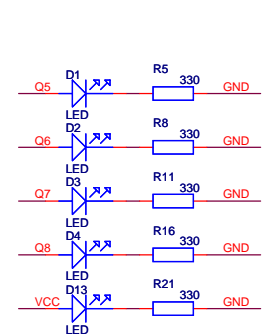 D1 R5
330
Q5 GND
LED
D2 R8
330
Q6 GND
LED
D3 R11
330
Q7 GND
LED
D4 R16
330
Q8 GND
LED
D13 R21
330
VCC GND
LED